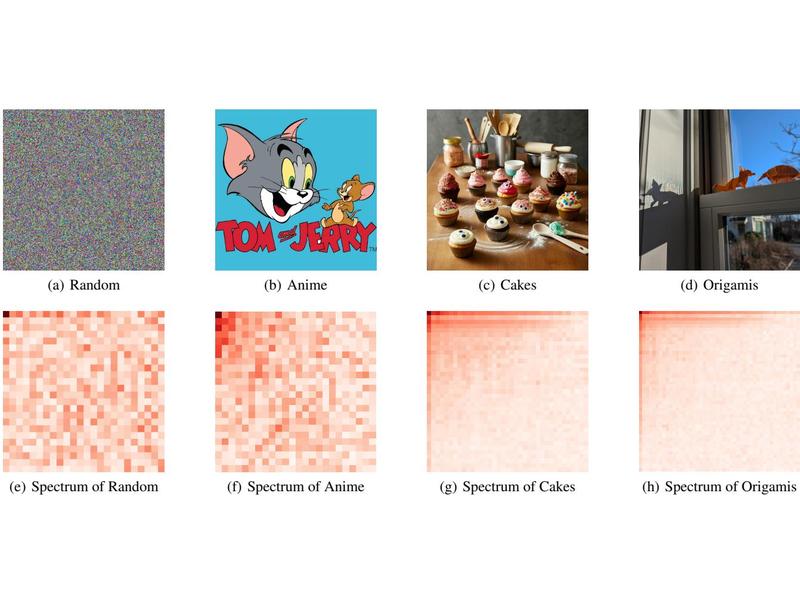 TOM and JERRY TM
(a) Random
(b) Anime
(c) Cakes
(d) Origamis
(e) Spectrum of Random
(f) Spectrum of Anime
(g) Spectrum of Cakes
(h) Spectrum of Origamis